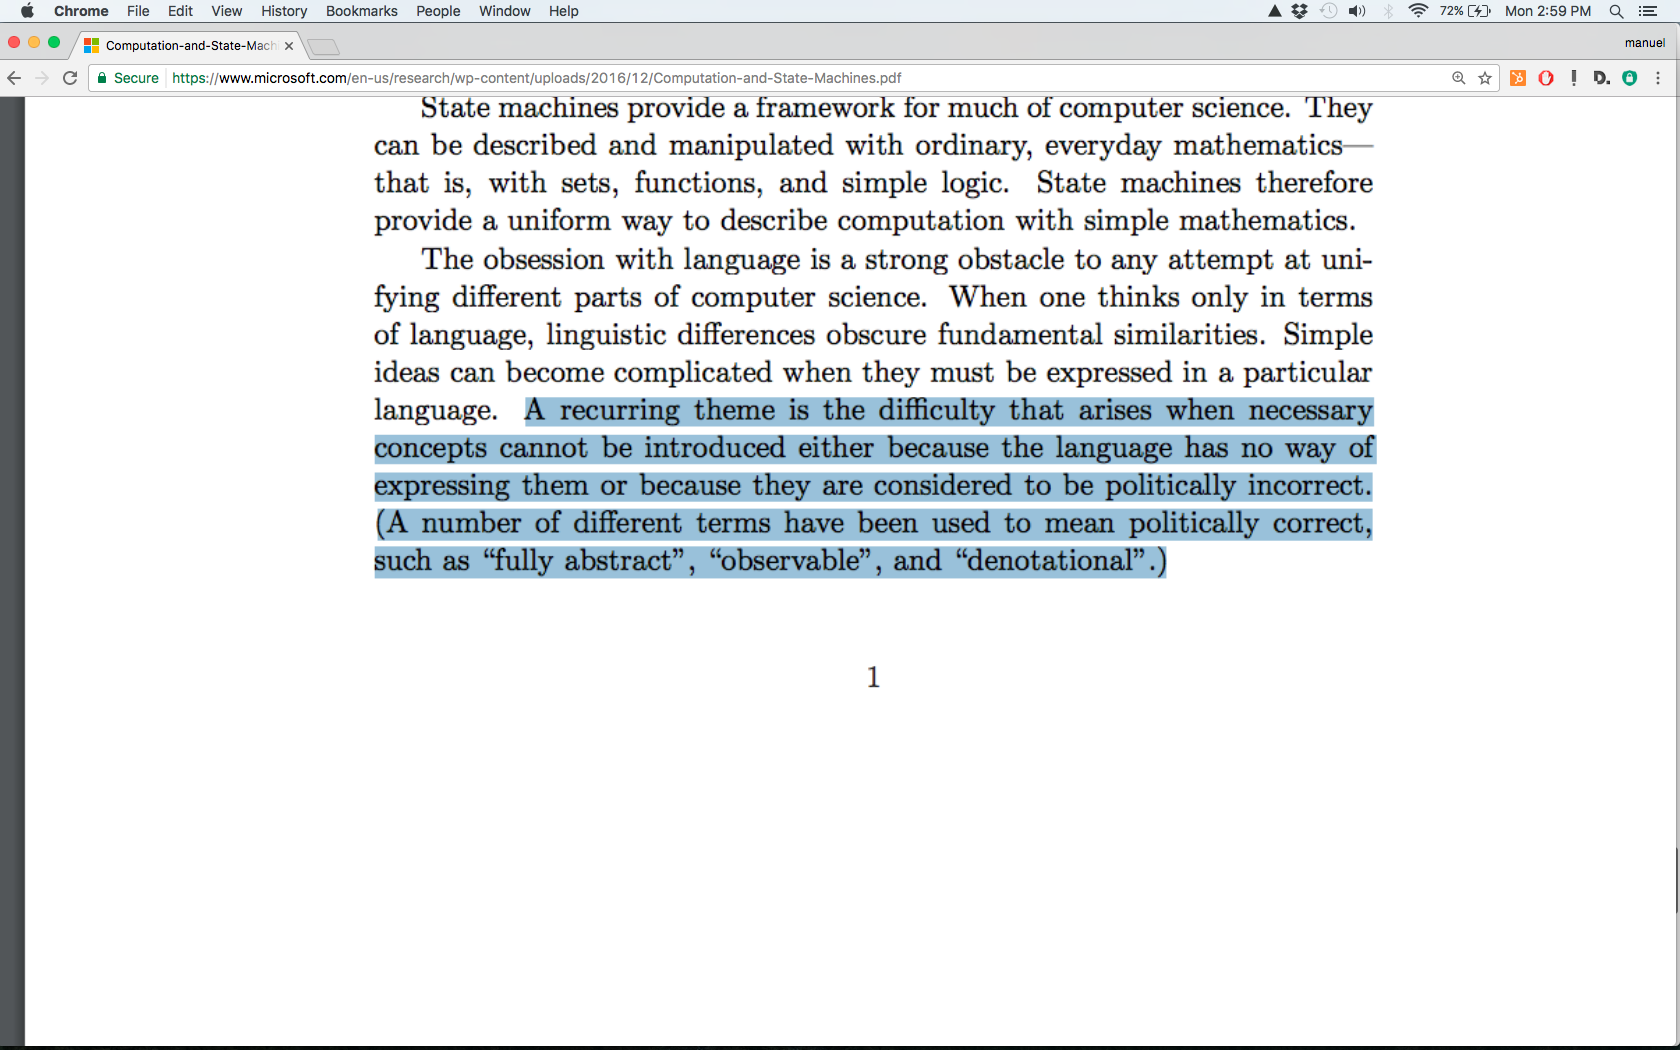 Chrome File Edit View History Bookmarks People Window Help 72% Mon 2:59 PM
Computation-and-State-Mach manuel
Secure https://www.microsoft.com/en-us/research/wp-content/uploads/2016/12/Computation-and-State-Machines.pdf
State machines provide a framework for much of computer science. They
can be described and manipulated with ordinary, everyday mathematics—
that is, with sets, functions, and simple logic. State machines therefore
provide a uniform way to describe computation with simple mathematics.
The obsession with language is a strong obstacle to any attempt at uni-
fying different parts of computer science. When one thinks only in terms
of language, linguistic differences obscure fundamental similarities. Simple
ideas can become complicated when they must be expressed in a particular
language. A recurring theme is the difficulty that arises when necessary
concepts cannot be introduced either because the language has no way of
expressing them or because they are considered to be politically incorrect.
(A number of different terms have been used to mean politically correct,
such as “fully abstract”, “observable”, and “denotational”.)
1